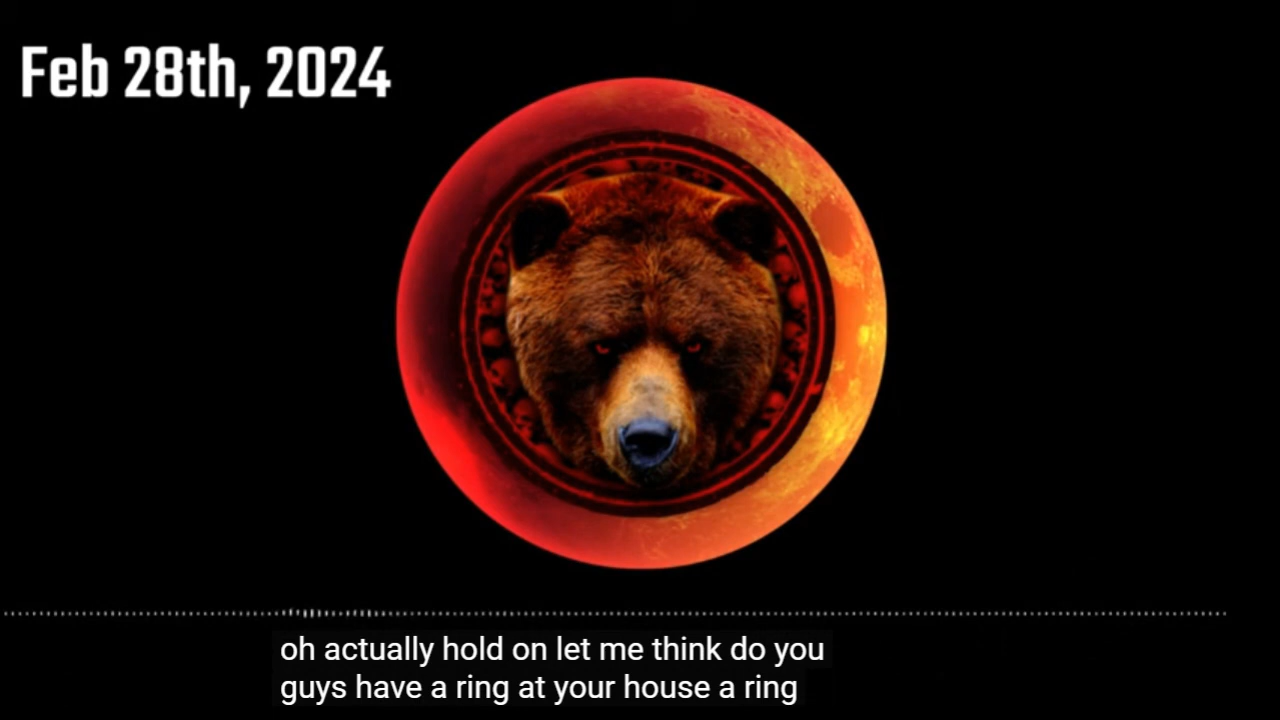 Feb 28th, 2024
oh actually hold on let me think do you
guys have a ring at your house a ring